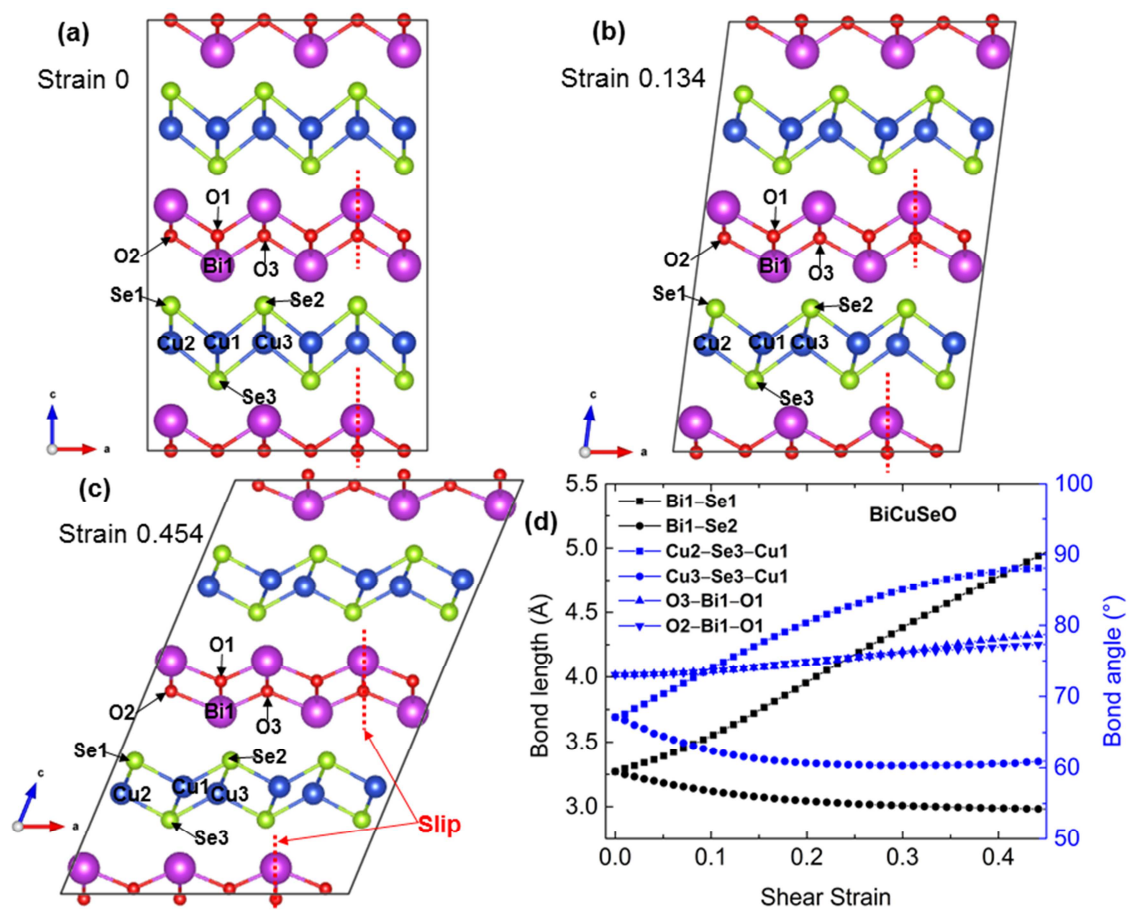 (a)
Strain 0
O1
O2
Bi1
O3
Se1
Se2
Cu2
Cu1
Cu3
Se3
c
a
(b)
Strain 0.134
O1
O2
Bi1
O3
Se1
Se2
Cu2
Cu1
Cu3
Se3
c
a
(c)
Strain 0.454
O1
O2
Bi1
O3
Se1
Se2
Cu1
Cu2
Cu3
Se3
Slip
c
a
(d)
BiCuSeO
Bi1–Se1
Bi1–Se2
Cu2–Se3–Cu1
Cu3–Se3–Cu1
O3–Bi1–O1
O2–Bi1–O1
Bond length (Å)
5.5
5.0
4.5
4.0
3.5
3.0
Bond angle (°)
100
90
80
70
60
50
0.0 0.1 0.2 0.3 0.4
Shear Strain